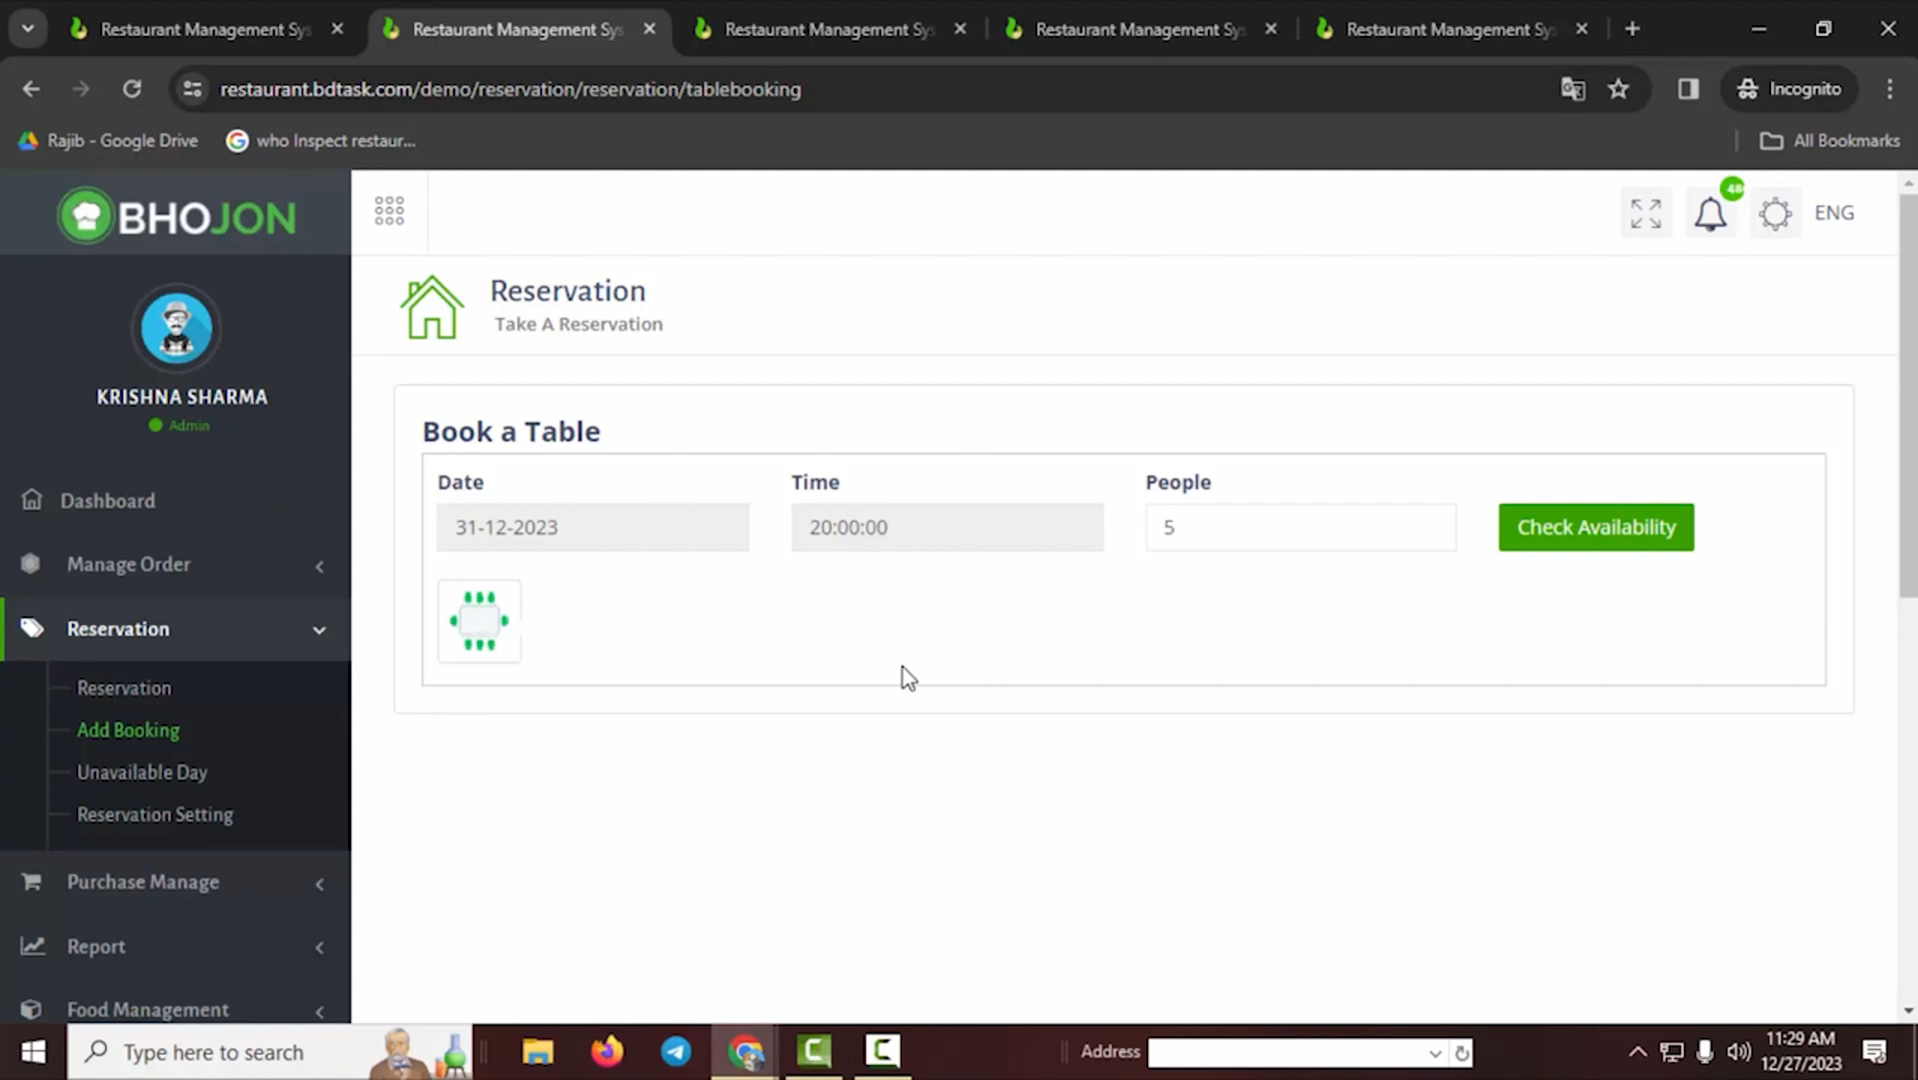 Restaurant Management Sys
Restaurant Management Sys
Restaurant Management Sys
Restaurant Management Sys
Restaurant Management Sys
restaurant.bdtask.com/demo/reservation/reservation/tablebooking
Incognito
Rajib - Google Drive
who Inspect restaur...
All Bookmarks
BHOJON
48
ENG
Reservation
Take A Reservation
KRISHNA SHARMA
Admin
Book a Table
Date
Time
People
31-12-2023
20:00:00
5
Check Availability
Dashboard
Manage Order
Reservation
Reservation
Add Booking
Unavailable Day
Reservation Setting
Purchase Manage
Report
Food Management
Type here to search
Address
11:29 AM
12/27/2023